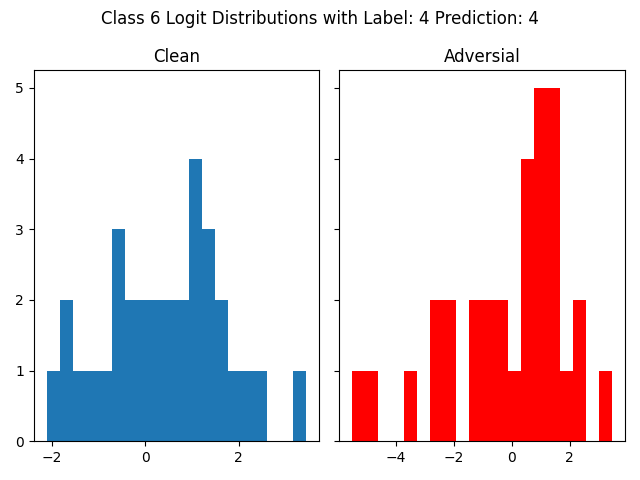 Class 6 Logit Distributions with Label: 4 Prediction: 4
Clean
Adversial
5
4
3
2
1
0
−2 0 2
−4 −2 0 2